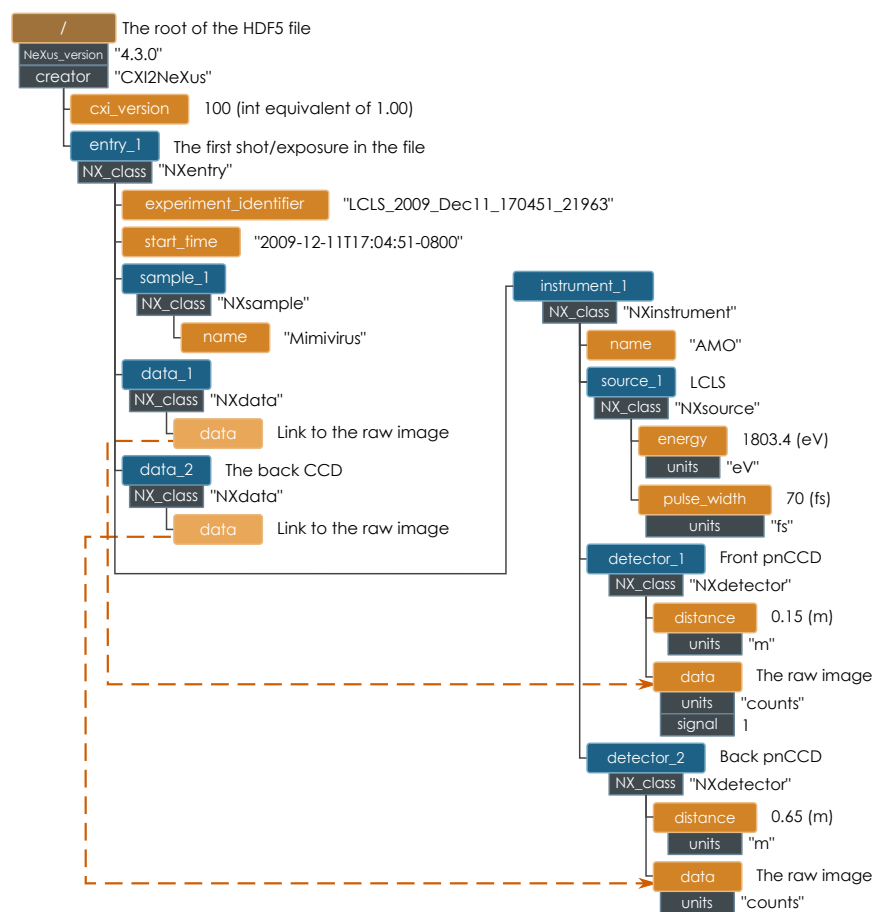 / The root of the HDF5 file
NeXus_version "4.3.0"
creator "CXI2NeXus"
cxi_version 100 (int equivalent of 1.00)
entry_1 The first shot/exposure in the file
NX_class "NXentry"
experiment_identifier "LCLS_2009_Dec11_170451_21963"
start_time "2009-12-11T17:04:51-0800"
sample_1
NX_class "NXsample"
name "Mimivirus"
data_1
NX_class "NXdata"
data Link to the raw image
data_2 The back CCD
NX_class "NXdata"
data Link to the raw image
instrument_1
NX_class "NXinstrument"
name "AMO"
source_1 LCLS
NX_class "NXsource"
energy 1803.4 (eV)
units "eV"
pulse_width 70 (fs)
units "fs"
detector_1 Front pnCCD
NX_class "NXdetector"
distance 0.15 (m)
units "m"
data The raw image
units "counts"
signal 1
detector_2 Back pnCCD
NX_class "NXdetector"
distance 0.65 (m)
units "m"
data The raw image
units "counts"